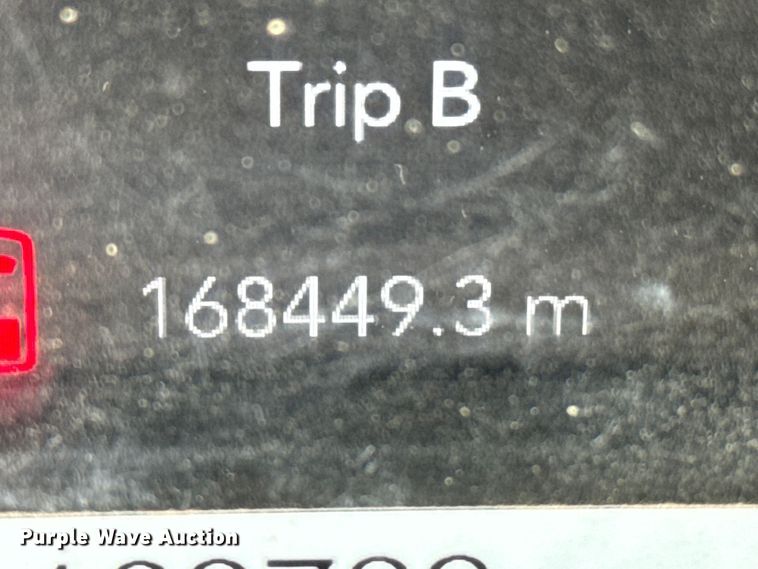 Trip B
168449.3 m
Purple Wave Auction